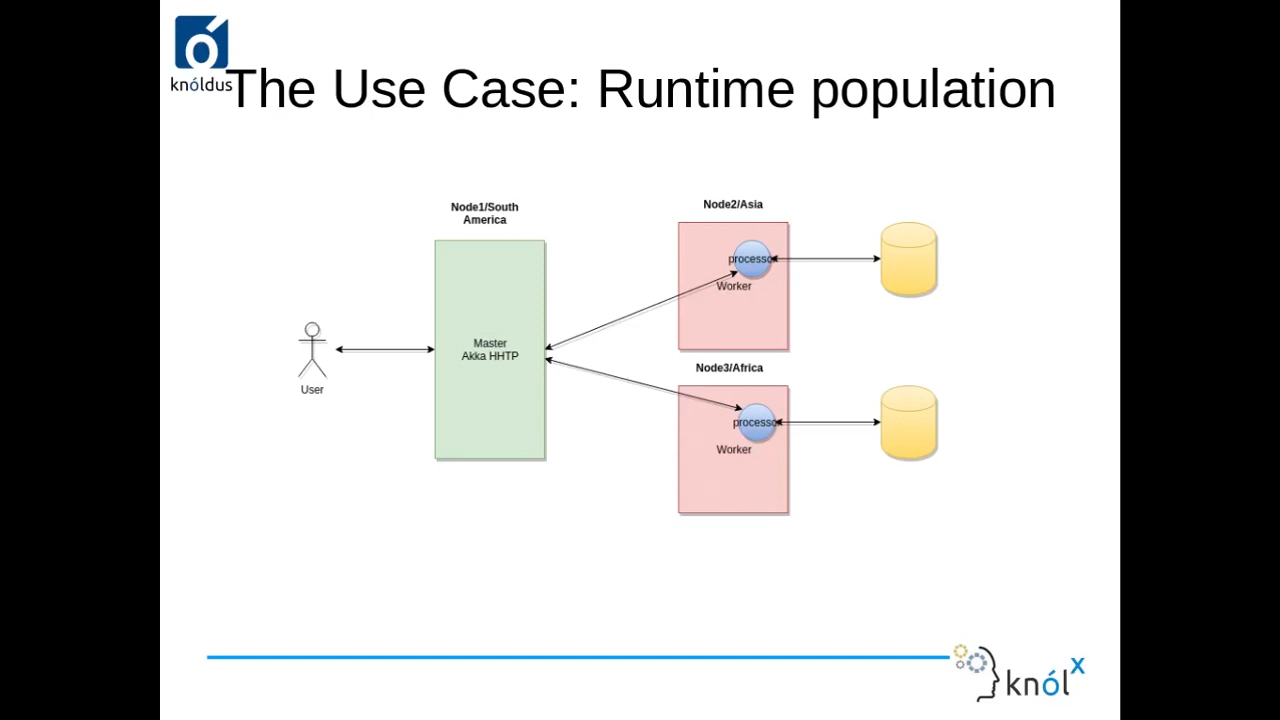 knóldus
The Use Case: Runtime population
Node1/South
America
Master
Akka HHTP
User
Node2/Asia
processo
Worker
Node3/Africa
processo
Worker
knólx